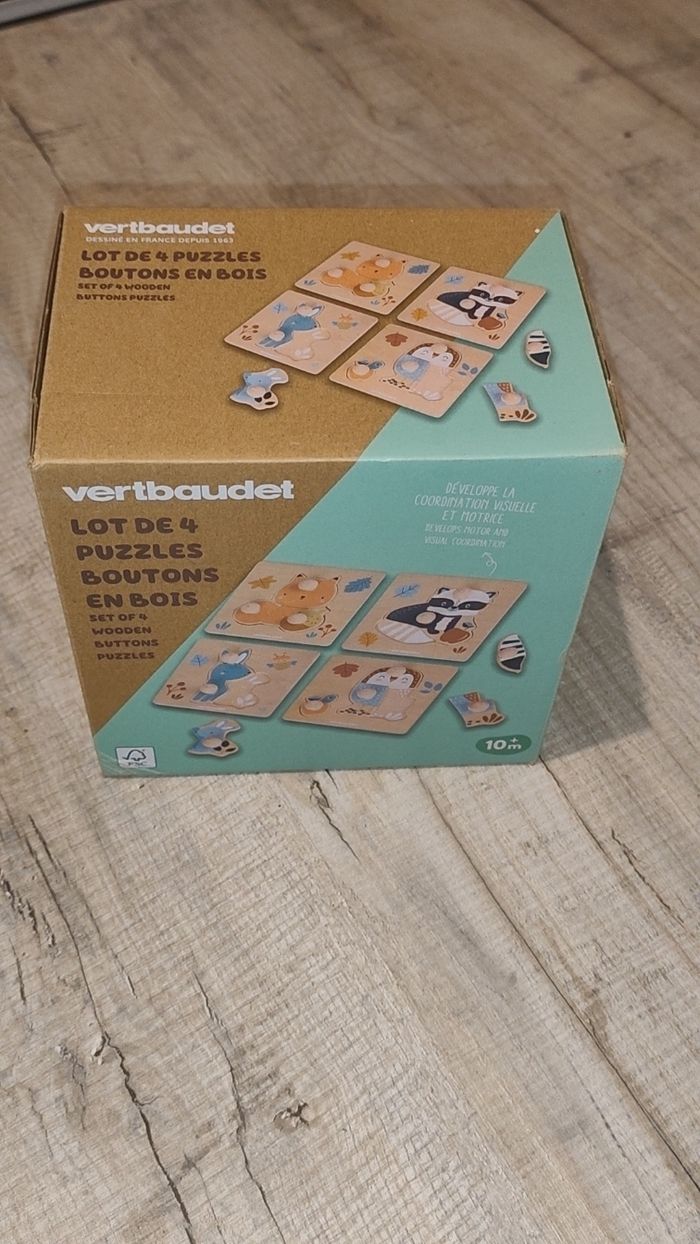 vertbaudet
DESSINÉ EN FRANCE DEPUIS 1963
LOT DE 4 PUZZLES
BOUTONS EN BOIS
SET OF 4 WOODEN
BUTTONS PUZZLES
vertbaudet
LOT DE 4
PUZZLES
BOUTONS
EN BOIS
SET OF 4
WOODEN
BUTTONS
PUZZLES
DÉVELOPPE LA
COORDINATION VISUELLE
ET MOTRICE
DEVELOPS MOTOR AND
VISUAL COORDINATION
FSC
10+m